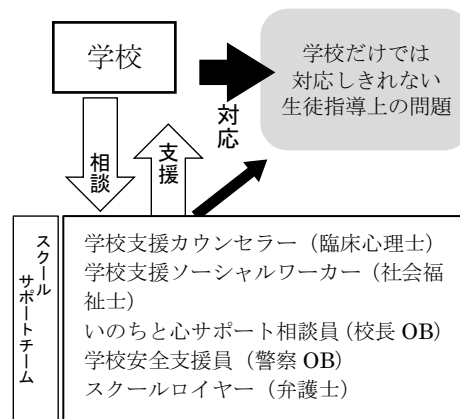 学校
学校だけでは
対応しきれない
生徒指導上の問題
対応
相談
支援
スクール
サポートチーム
学校支援カウンセラー（臨床心理士）
学校支援ソーシャルワーカー（社会福
祉士）
いのちと心サポート相談員（校長 OB）
学校安全支援員（警察 OB）
スクールロイヤー（弁護士）